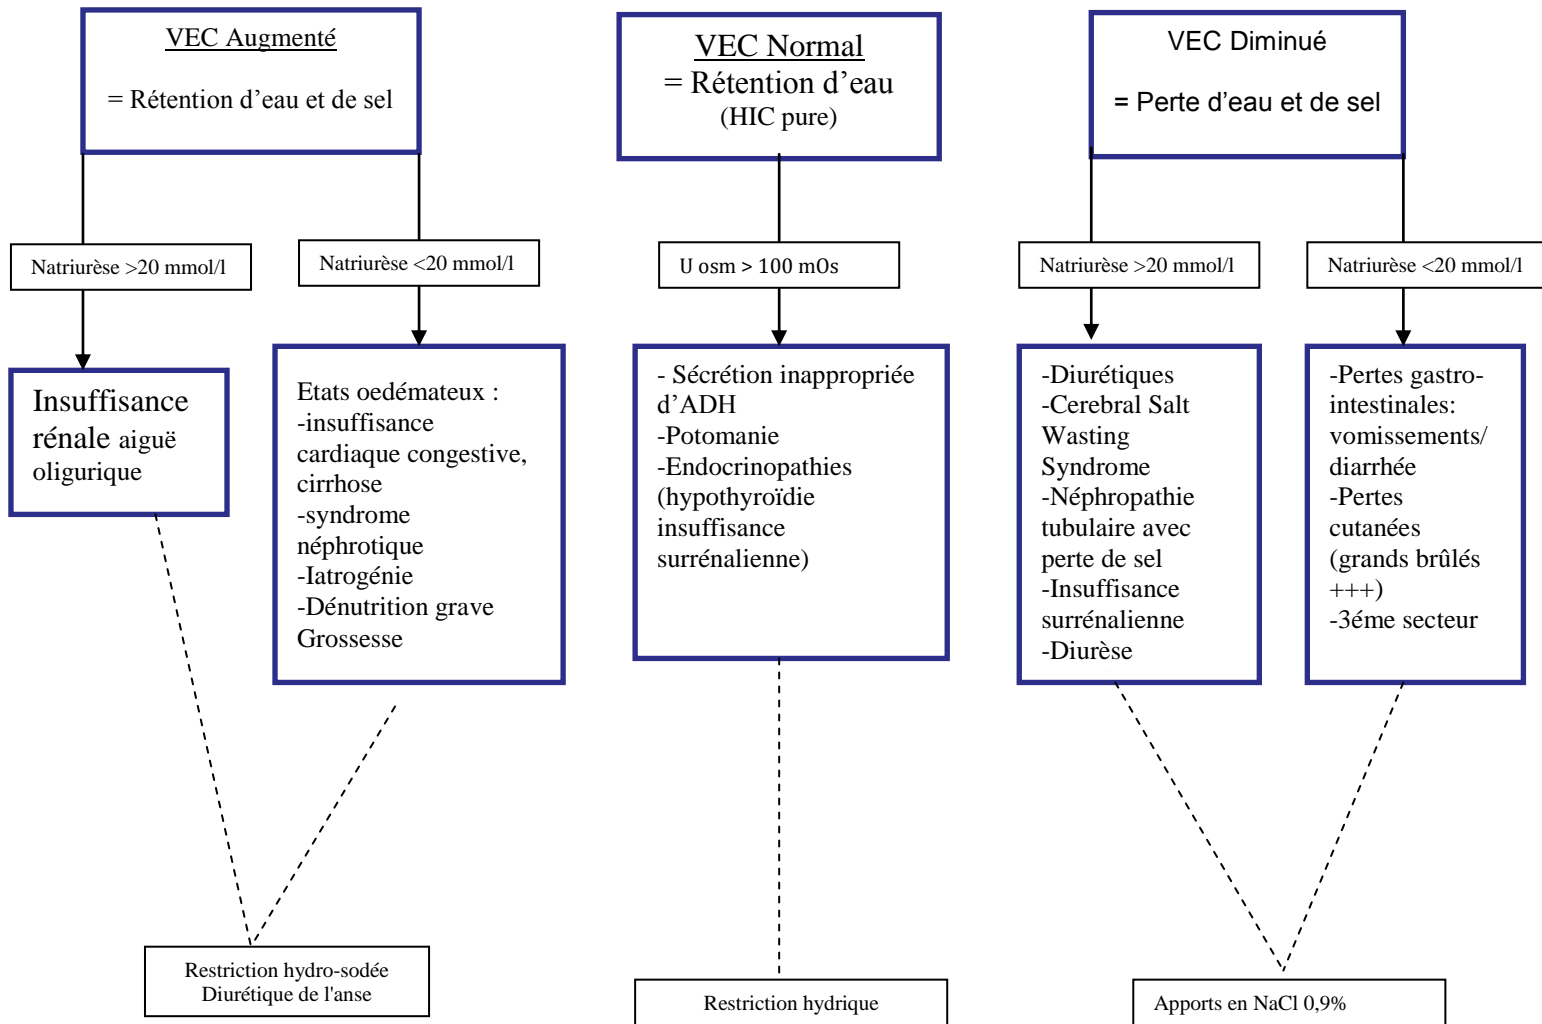 VEC Augmenté
= Rétention d’eau et de sel
VEC Normal
= Rétention d’eau
(HIC pure)
VEC Diminué
= Perte d’eau et de sel
Natriurèse >20 mmol/l
Natriurèse <20 mmol/l
U osm > 100 mOs
Natriurèse >20 mmol/l
Natriurèse <20 mmol/l
Insuffisance
rénale aiguë
oligurique
Etats oedémateux :
-insuffisance
cardiaque congestive,
cirrhose
-syndrome
néphrotique
-Iatrogénie
-Dénutrition grave
Grossesse
- Sécrétion inappropriée
d’ADH
-Potomanie
-Endocrinopathies
(hypothyroïdie
insuffisance
surrénalienne)
-Diurétiques
-Cerebral Salt
Wasting
Syndrome
-Néphropathie
tubulaire avec
perte de sel
-Insuffisance
surrénalienne
-Diurèse
-Pertes gastro-
intestinales:
vomissements/
diarrhée
-Pertes
cutanées
(grands brûlés
+++)
-3éme secteur
Restriction hydro-sodée
Diurétique de l'anse
Restriction hydrique
Apports en NaCl 0,9%